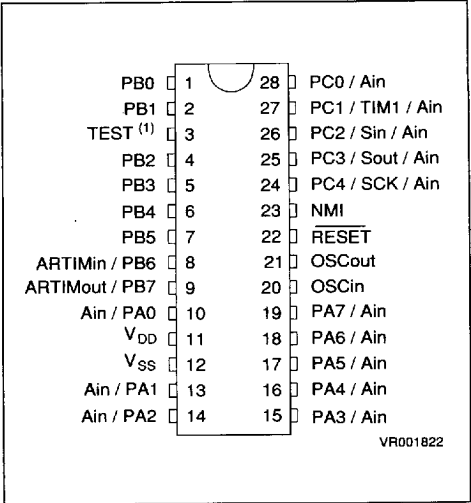 PB0 1 28 PC0 / Ain
PB1 2 27 PC1 / TIM1 / Ain
TEST (1) 3 26 PC2 / Sin / Ain
PB2 4 25 PC3 / Sout / Ain
PB3 5 24 PC4 / SCK / Ain
PB4 6 23 NMI
PB5 7 22 RESET
ARTIMin / PB6 8 21 OSCout
ARTIMout / PB7 9 20 OSCin
Ain / PA0 10 19 PA7 / Ain
VDD 11 18 PA6 / Ain
VSS 12 17 PA5 / Ain
Ain / PA1 13 16 PA4 / Ain
Ain / PA2 14 15 PA3 / Ain
VR001822